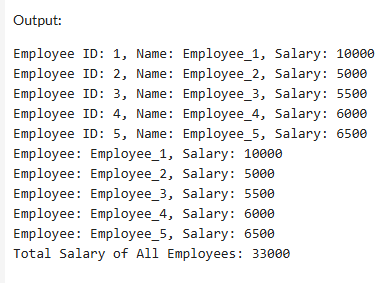 Output:
Employee ID: 1, Name: Employee_1, Salary: 10000
Employee ID: 2, Name: Employee_2, Salary: 5000
Employee ID: 3, Name: Employee_3, Salary: 5500
Employee ID: 4, Name: Employee_4, Salary: 6000
Employee ID: 5, Name: Employee_5, Salary: 6500
Employee: Employee_1, Salary: 10000
Employee: Employee_2, Salary: 5000
Employee: Employee_3, Salary: 5500
Employee: Employee_4, Salary: 6000
Employee: Employee_5, Salary: 6500
Total Salary of All Employees: 33000